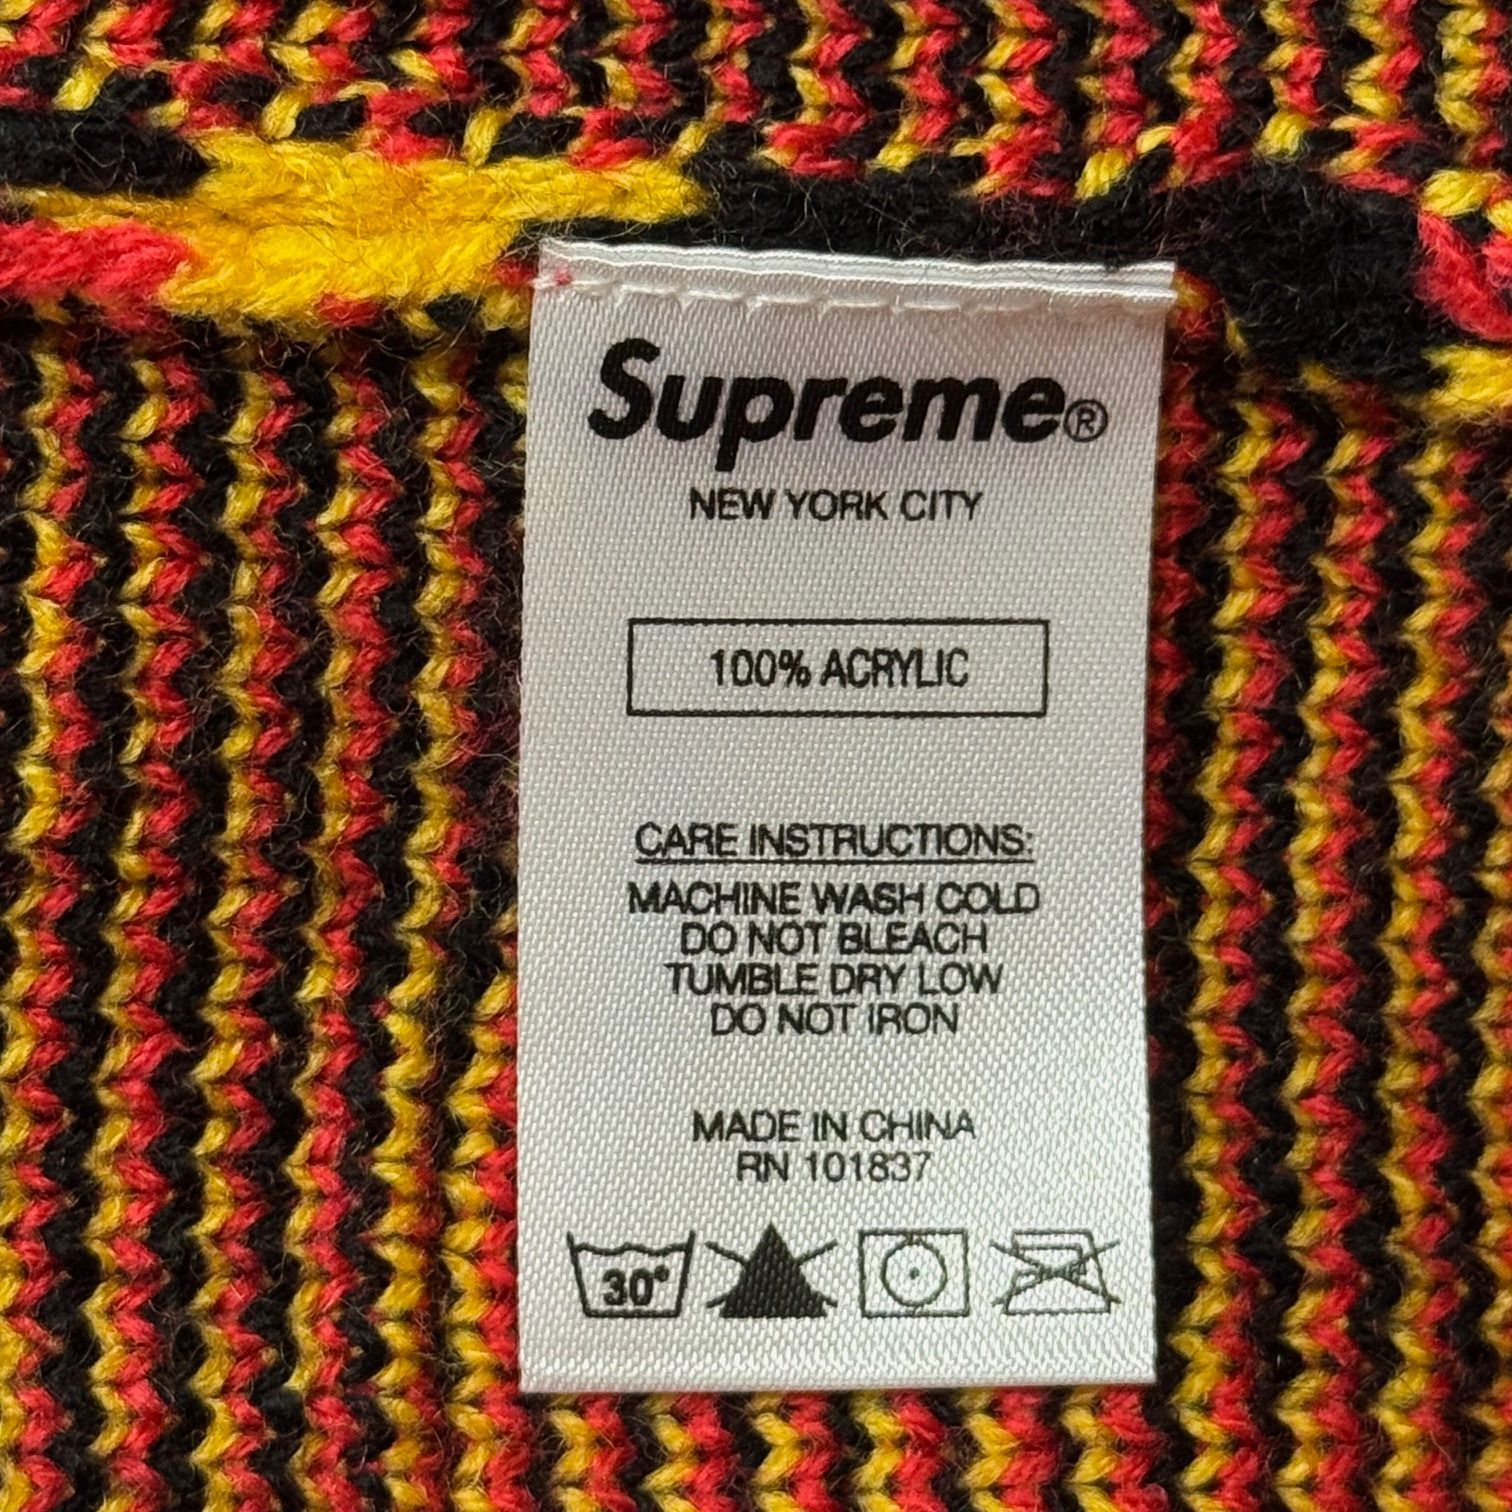 Supreme®
NEW YORK CITY
100% ACRYLIC
CARE INSTRUCTIONS:
MACHINE WASH COLD
DO NOT BLEACH
TUMBLE DRY LOW
DO NOT IRON
MADE IN CHINA
RN 101837
30°